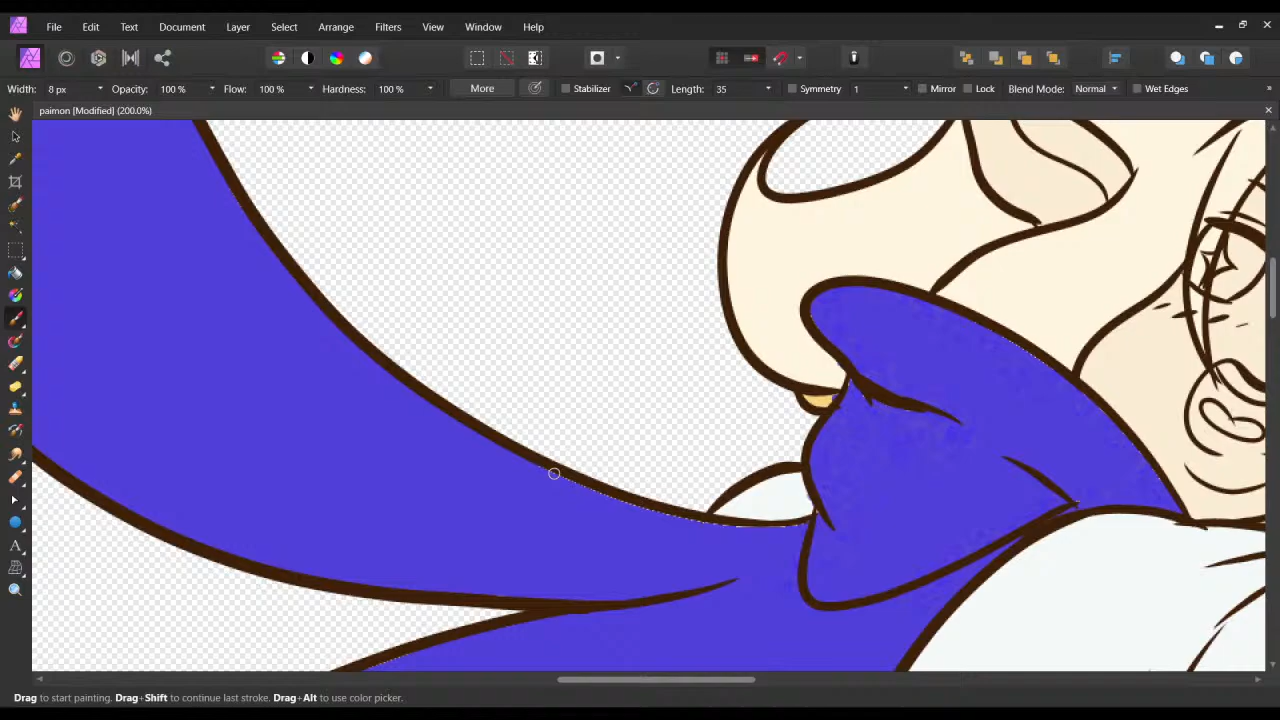 File Edit Text Document Layer Select Arrange Filters View Window Help
Width: 8 px Opacity: 100 % Flow: 100 % Hardness: 100 % More Stabilizer Length: 35 Symmetry 1 Mirror Lock Blend Mode: Normal Wet Edges »
paimon [Modified] (200.0%)
A
Drag to start painting. Drag+Shift to continue last stroke. Drag+Alt to use color picker.